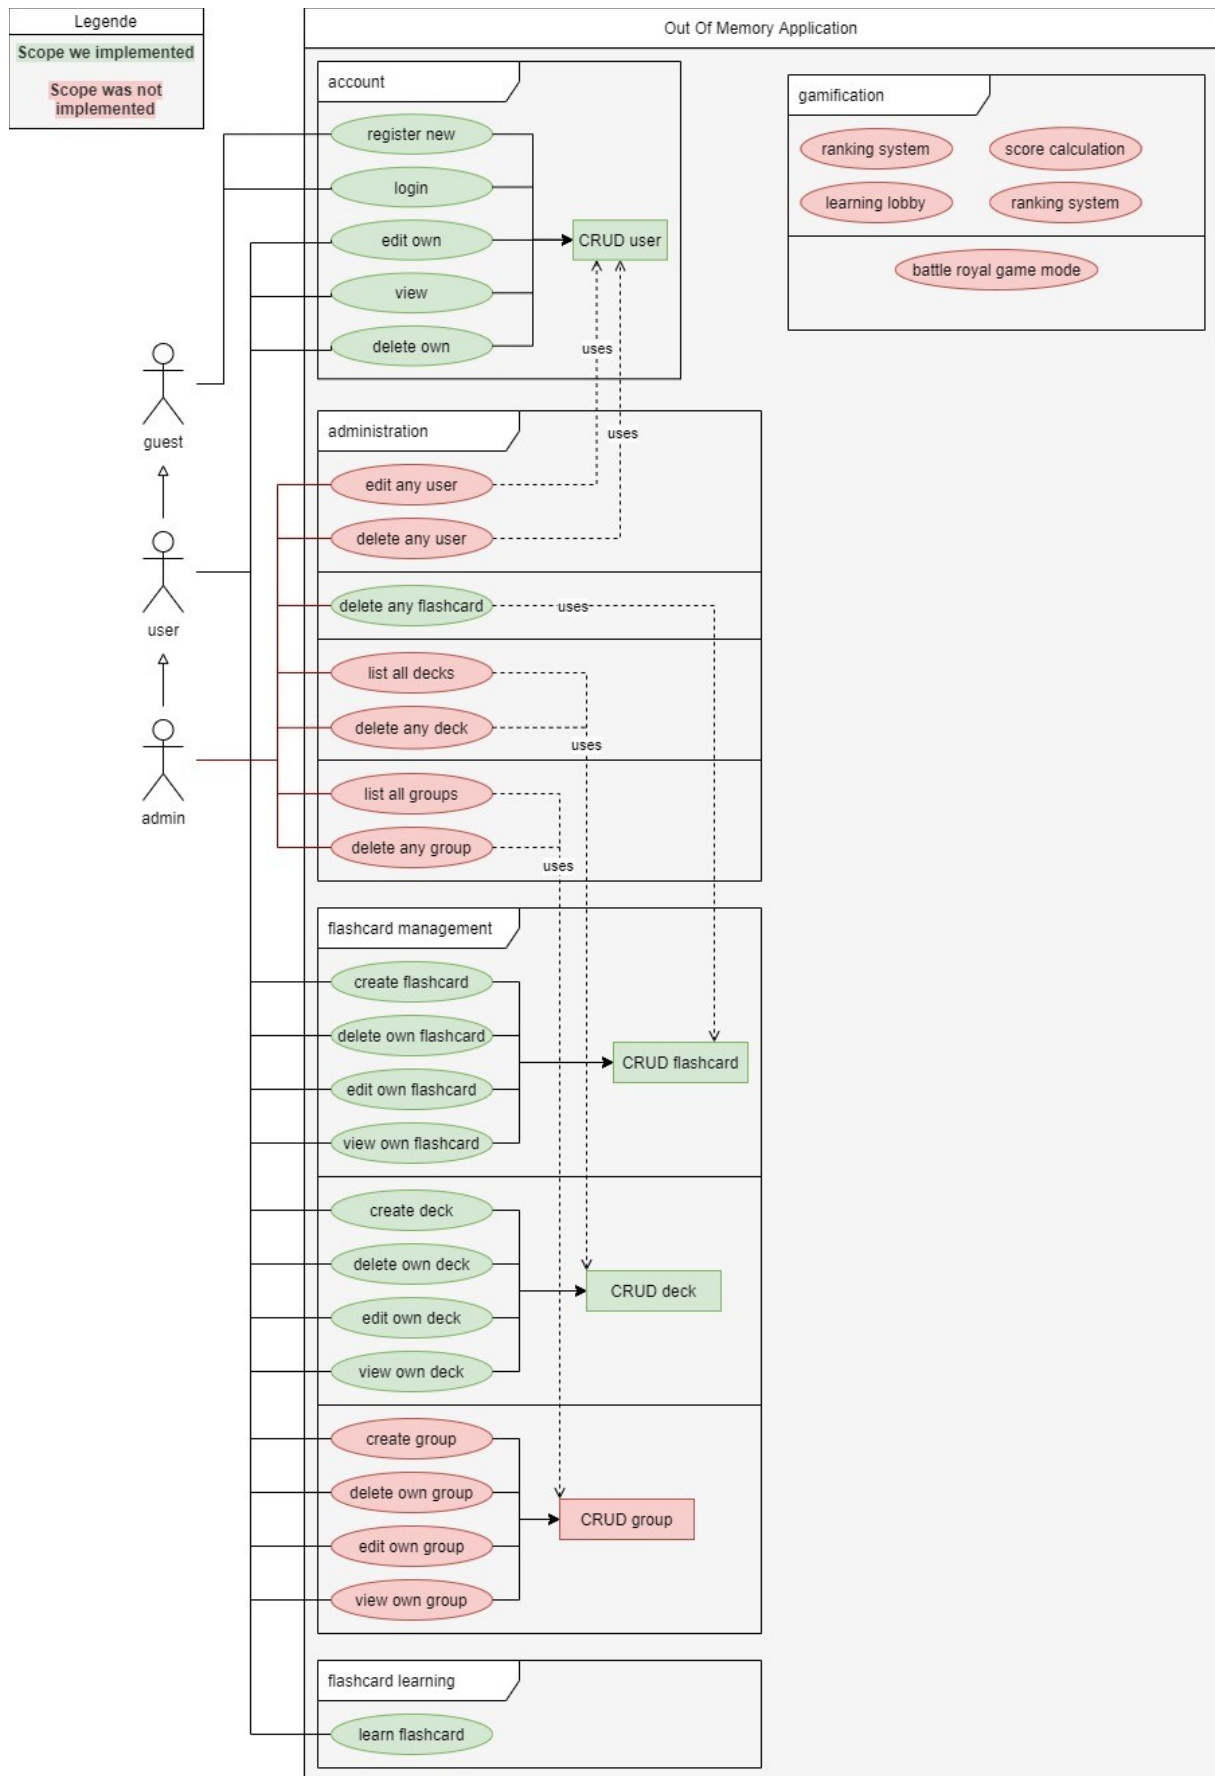 Legende
Scope we implemented
Scope was not
implemented
Out Of Memory Application
account
register new
login
edit own
view
delete own
CRUD user
uses
uses
gamification
ranking system
score calculation
learning lobby
ranking system
battle royal game mode
guest
user
admin
administration
edit any user
delete any user
delete any flashcard
uses
list all decks
delete any deck
uses
list all groups
delete any group
uses
flashcard management
create flashcard
delete own flashcard
edit own flashcard
view own flashcard
CRUD flashcard
create deck
delete own deck
edit own deck
view own deck
CRUD deck
create group
delete own group
edit own group
view own group
CRUD group
flashcard learning
learn flashcard